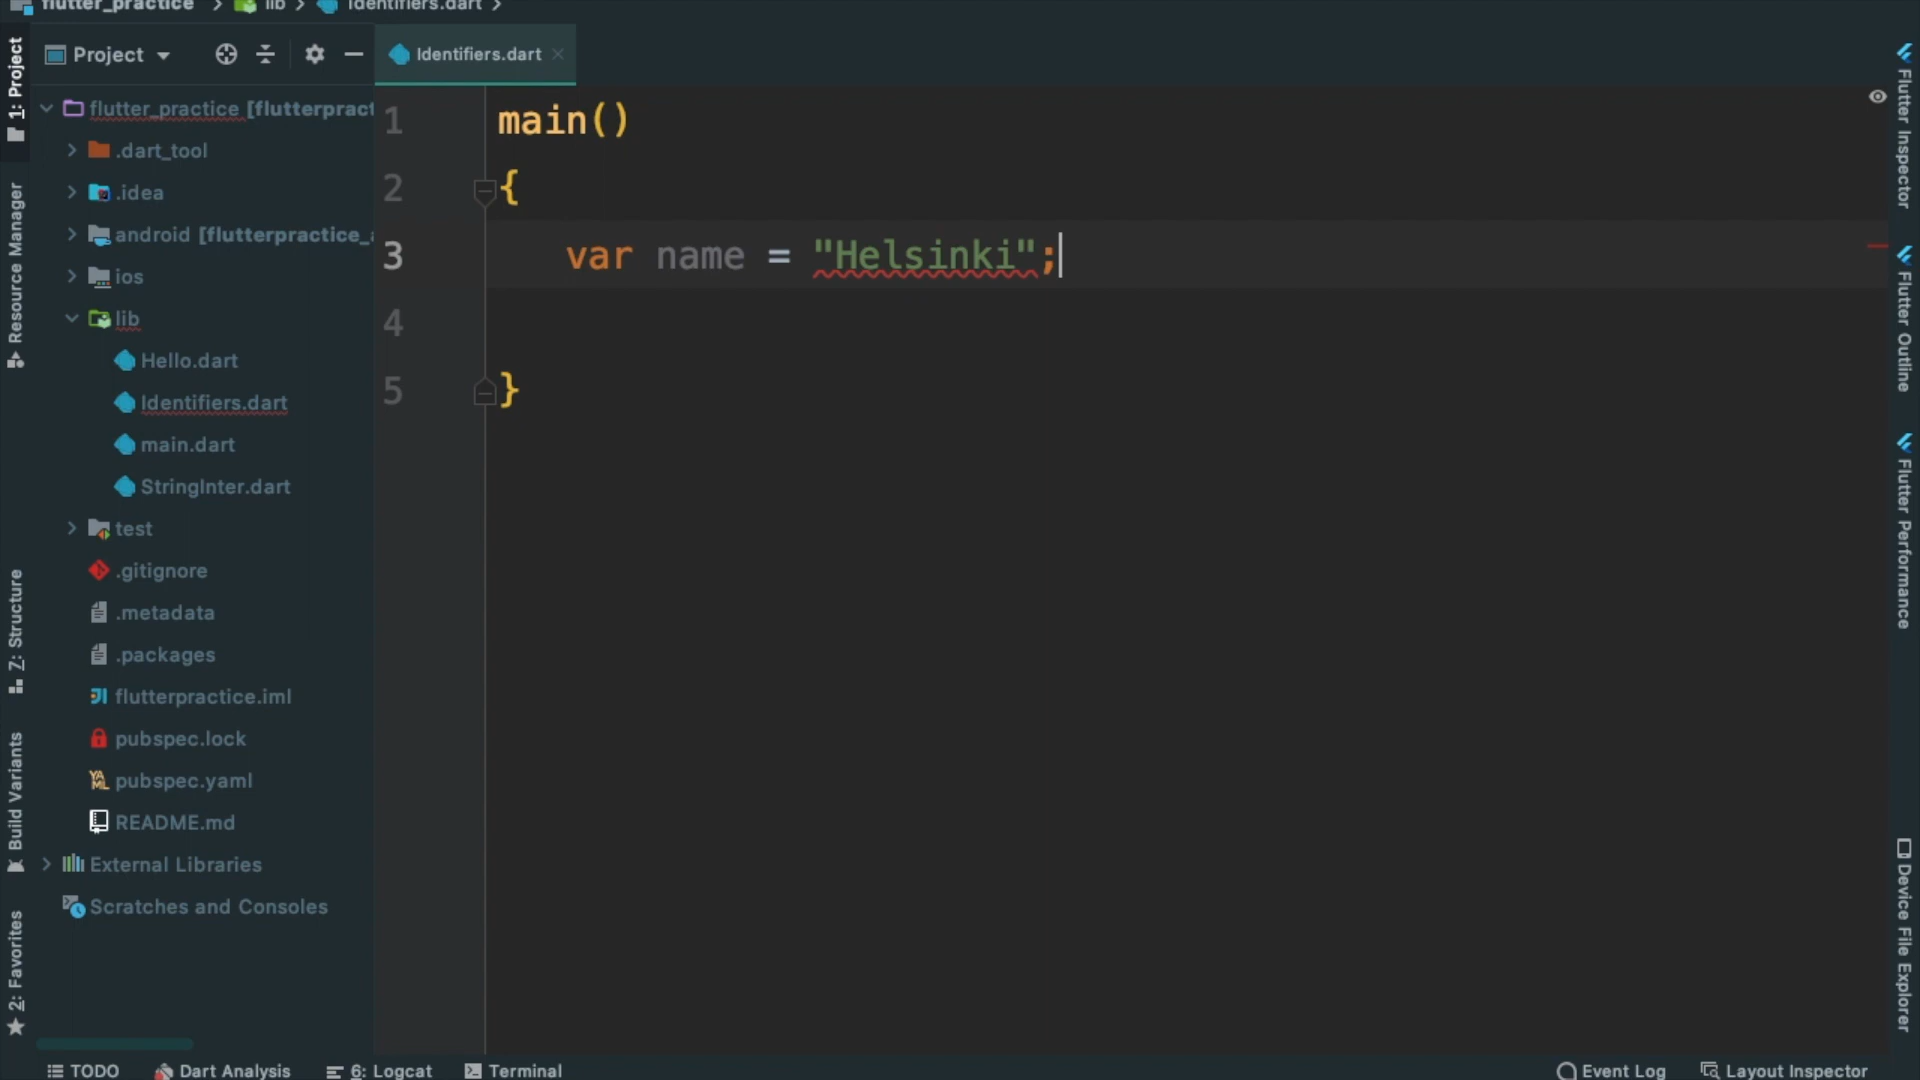 flutter_practice > lib > Identifiers.dart >
1: Project
Resource Manager
7: Structure
Build Variants
2: Favorites
Project
flutter_practice [flutterpract
.dart_tool
.idea
android [flutterpractice_a
ios
lib
Hello.dart
Identifiers.dart
main.dart
StringInter.dart
test
.gitignore
.metadata
.packages
flutterpractice.iml
pubspec.lock
pubspec.yaml
README.md
External Libraries
Scratches and Consoles
Identifiers.dart
1 main()
2 {
3 var name = "Helsinki";
4
5 }
Flutter Inspector
Flutter Outline
Flutter Performance
Device File Explorer
TODO Dart Analysis 6: Logcat Terminal Event Log Layout Inspector